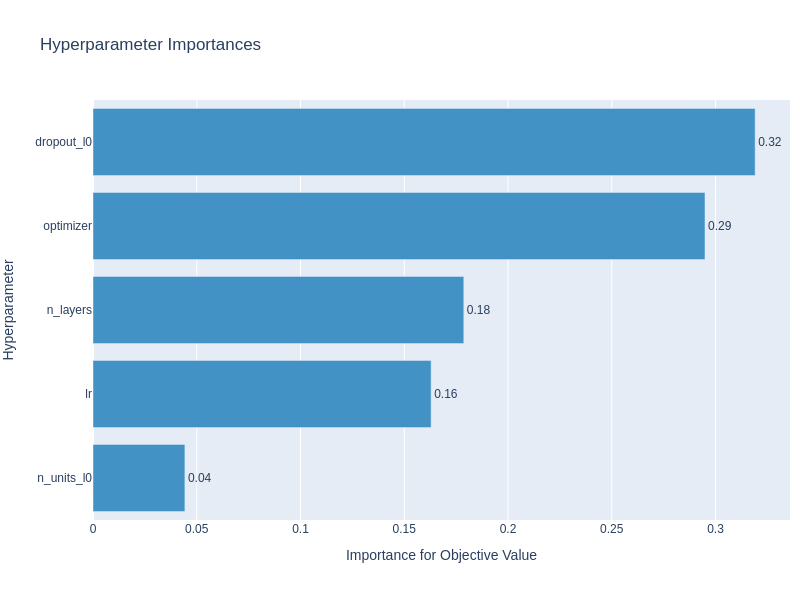 Hyperparameter Importances
Hyperparameter
dropout_l0
0.32
optimizer
0.29
n_layers
0.18
lr
0.16
n_units_l0
0.04
0 0.05 0.1 0.15 0.2 0.25 0.3
Importance for Objective Value